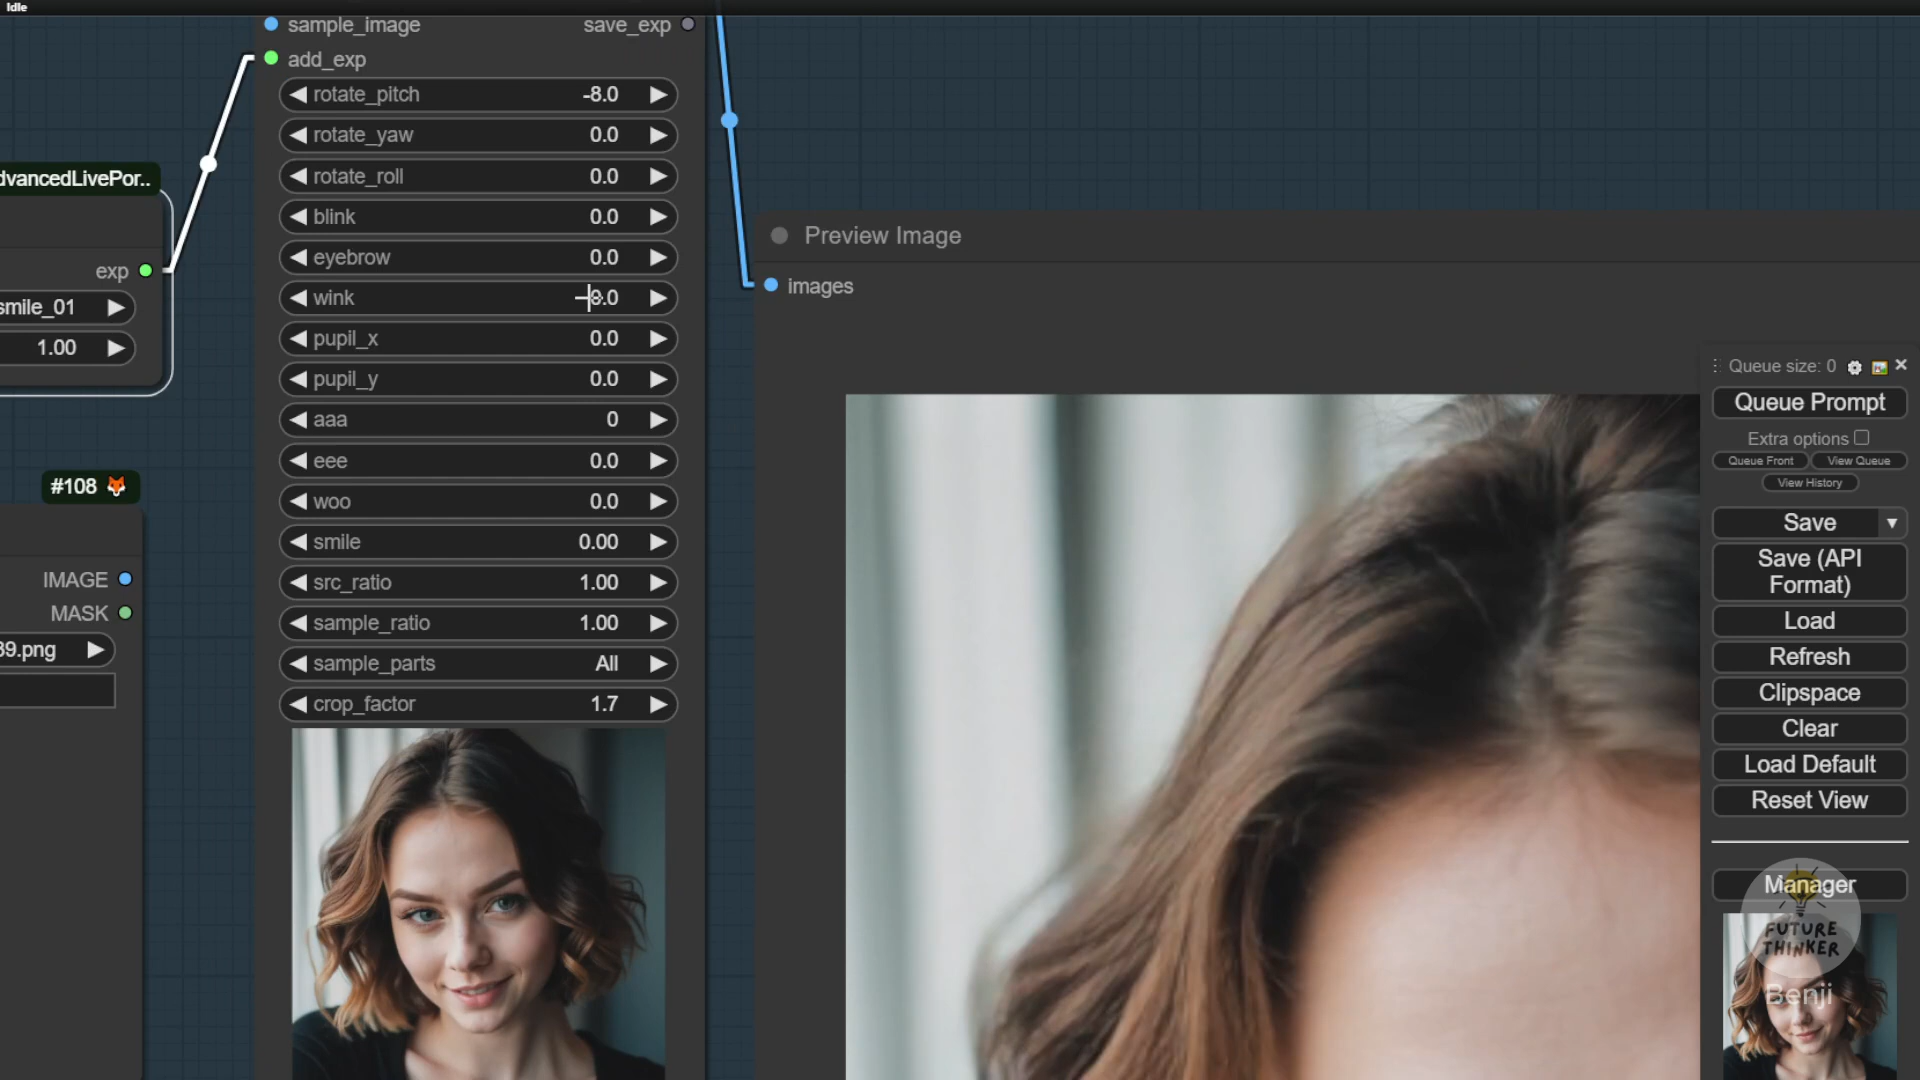 Idle
sample_image
save_exp
add_exp
rotate_pitch -8.0
rotate_yaw 0.0
rotate_roll 0.0
blink 0.0
eyebrow 0.0
wink
pupil_x 0.0
pupil_y 0.0
aaa 0
eee 0.0
woo 0.0
smile 0.00
src_ratio 1.00
sample_ratio 1.00
sample_parts All
crop_factor 1.7
dvancedLivePor..
exp
smile_01
1.00
#108
IMAGE
MASK
39.png
Preview Image
images
Queue size: 0
Queue Prompt
Extra options
Queue Front View Queue
View History
Save
Save (API
Format)
Load
Refresh
Clipspace
Clear
Load Default
Reset View
Manager
FUTURE
THINKER
Benji